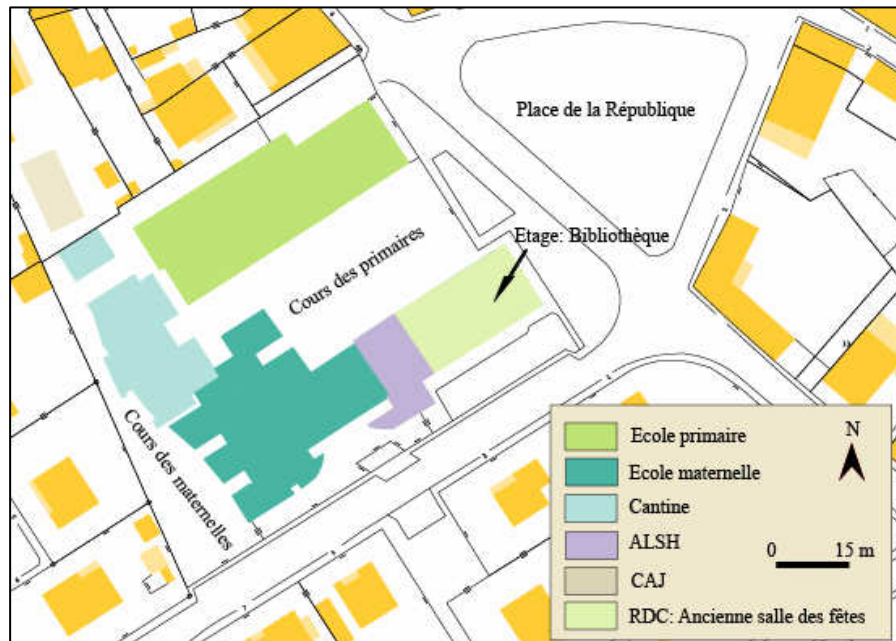 Place de la République
Etage: Bibliothèque
Cours des primaires
Cours des maternelles
Ecole primaire
Ecole maternelle
Cantine
ALSH
CAJ
RDC: Ancienne salle des fêtes
N
0 15 m